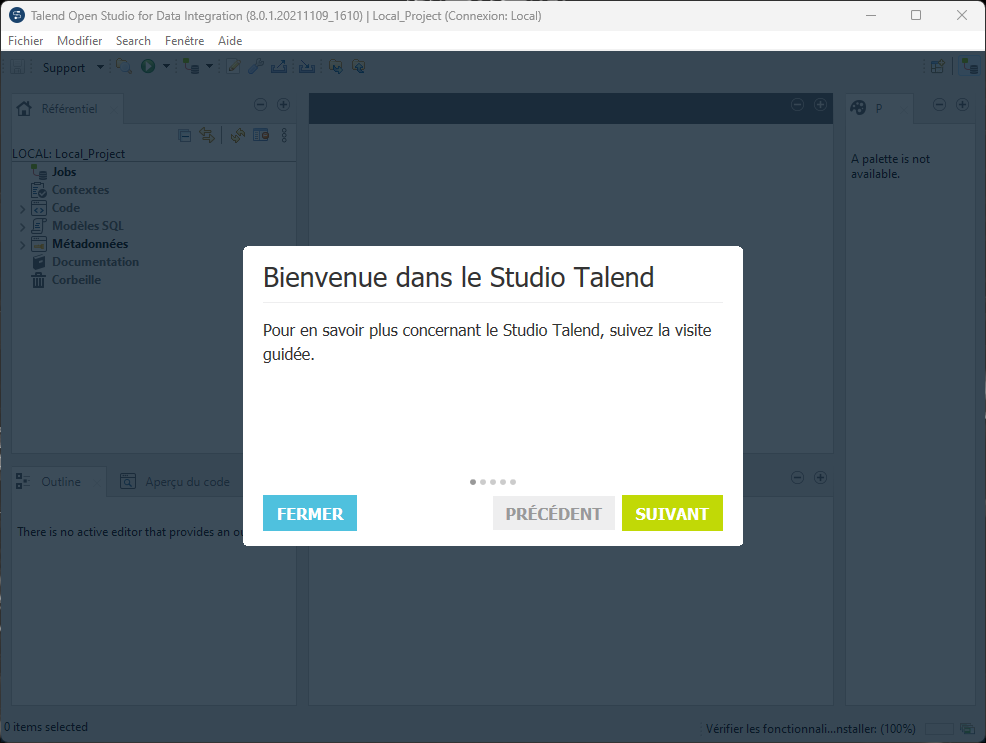 Talend Open Studio for Data Integration (8.0.1.20211109_1610) | Local_Project (Connexion: Local)
Fichier Modifier Search Fenêtre Aide
Support
Référentiel
P
LOCAL: Local_Project
A palette is not
available.
Jobs
Contextes
Code
Modèles SQL
Métadonnées
Documentation
Corbeille
Bienvenue dans le Studio Talend
Pour en savoir plus concernant le Studio Talend, suivez la visite
guidée.
FERMER PRÉCÉDENT SUIVANT
Outline Aperçu du code
There is no active editor that provides an ou
0 items selected
Vérifier les fonctionnali...nstaller: (100%)